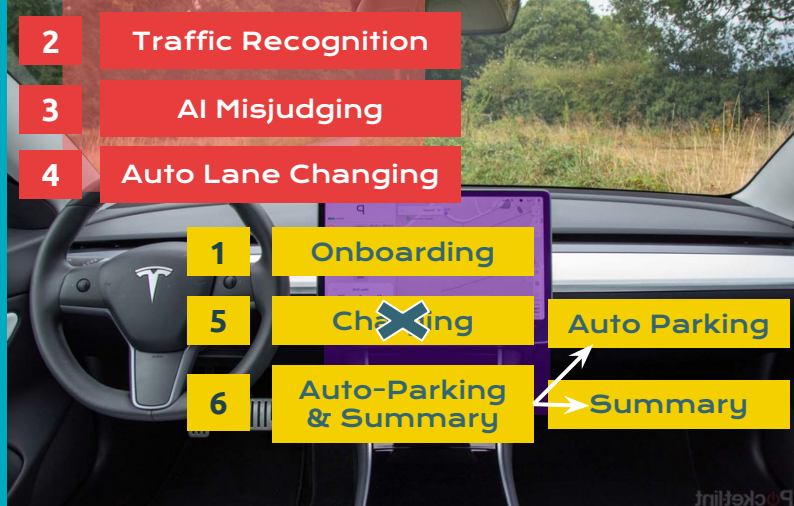 2 Traffic Recognition
3 AI Misjudging
4 Auto Lane Changing
1 Onboarding
5
Auto Parking
6 Auto-Parking
& Summary
Summary
Pocketlint